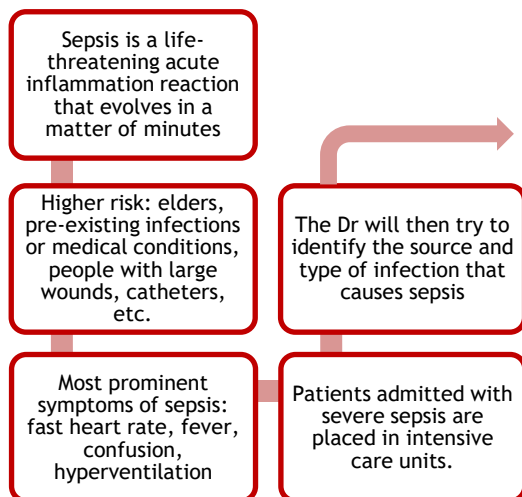 Sepsis is a life-
threatening acute
inflammation reaction
that evolves in a
matter of minutes
Higher risk: elders,
pre-existing infections
or medical conditions,
people with large
wounds, catheters,
etc.
Most prominent
symptoms of sepsis:
fast heart rate, fever,
confusion,
hyperventilation
Patients admitted with
severe sepsis are
placed in intensive
care units.
The Dr will then try to
identify the source and
type of infection that
causes sepsis